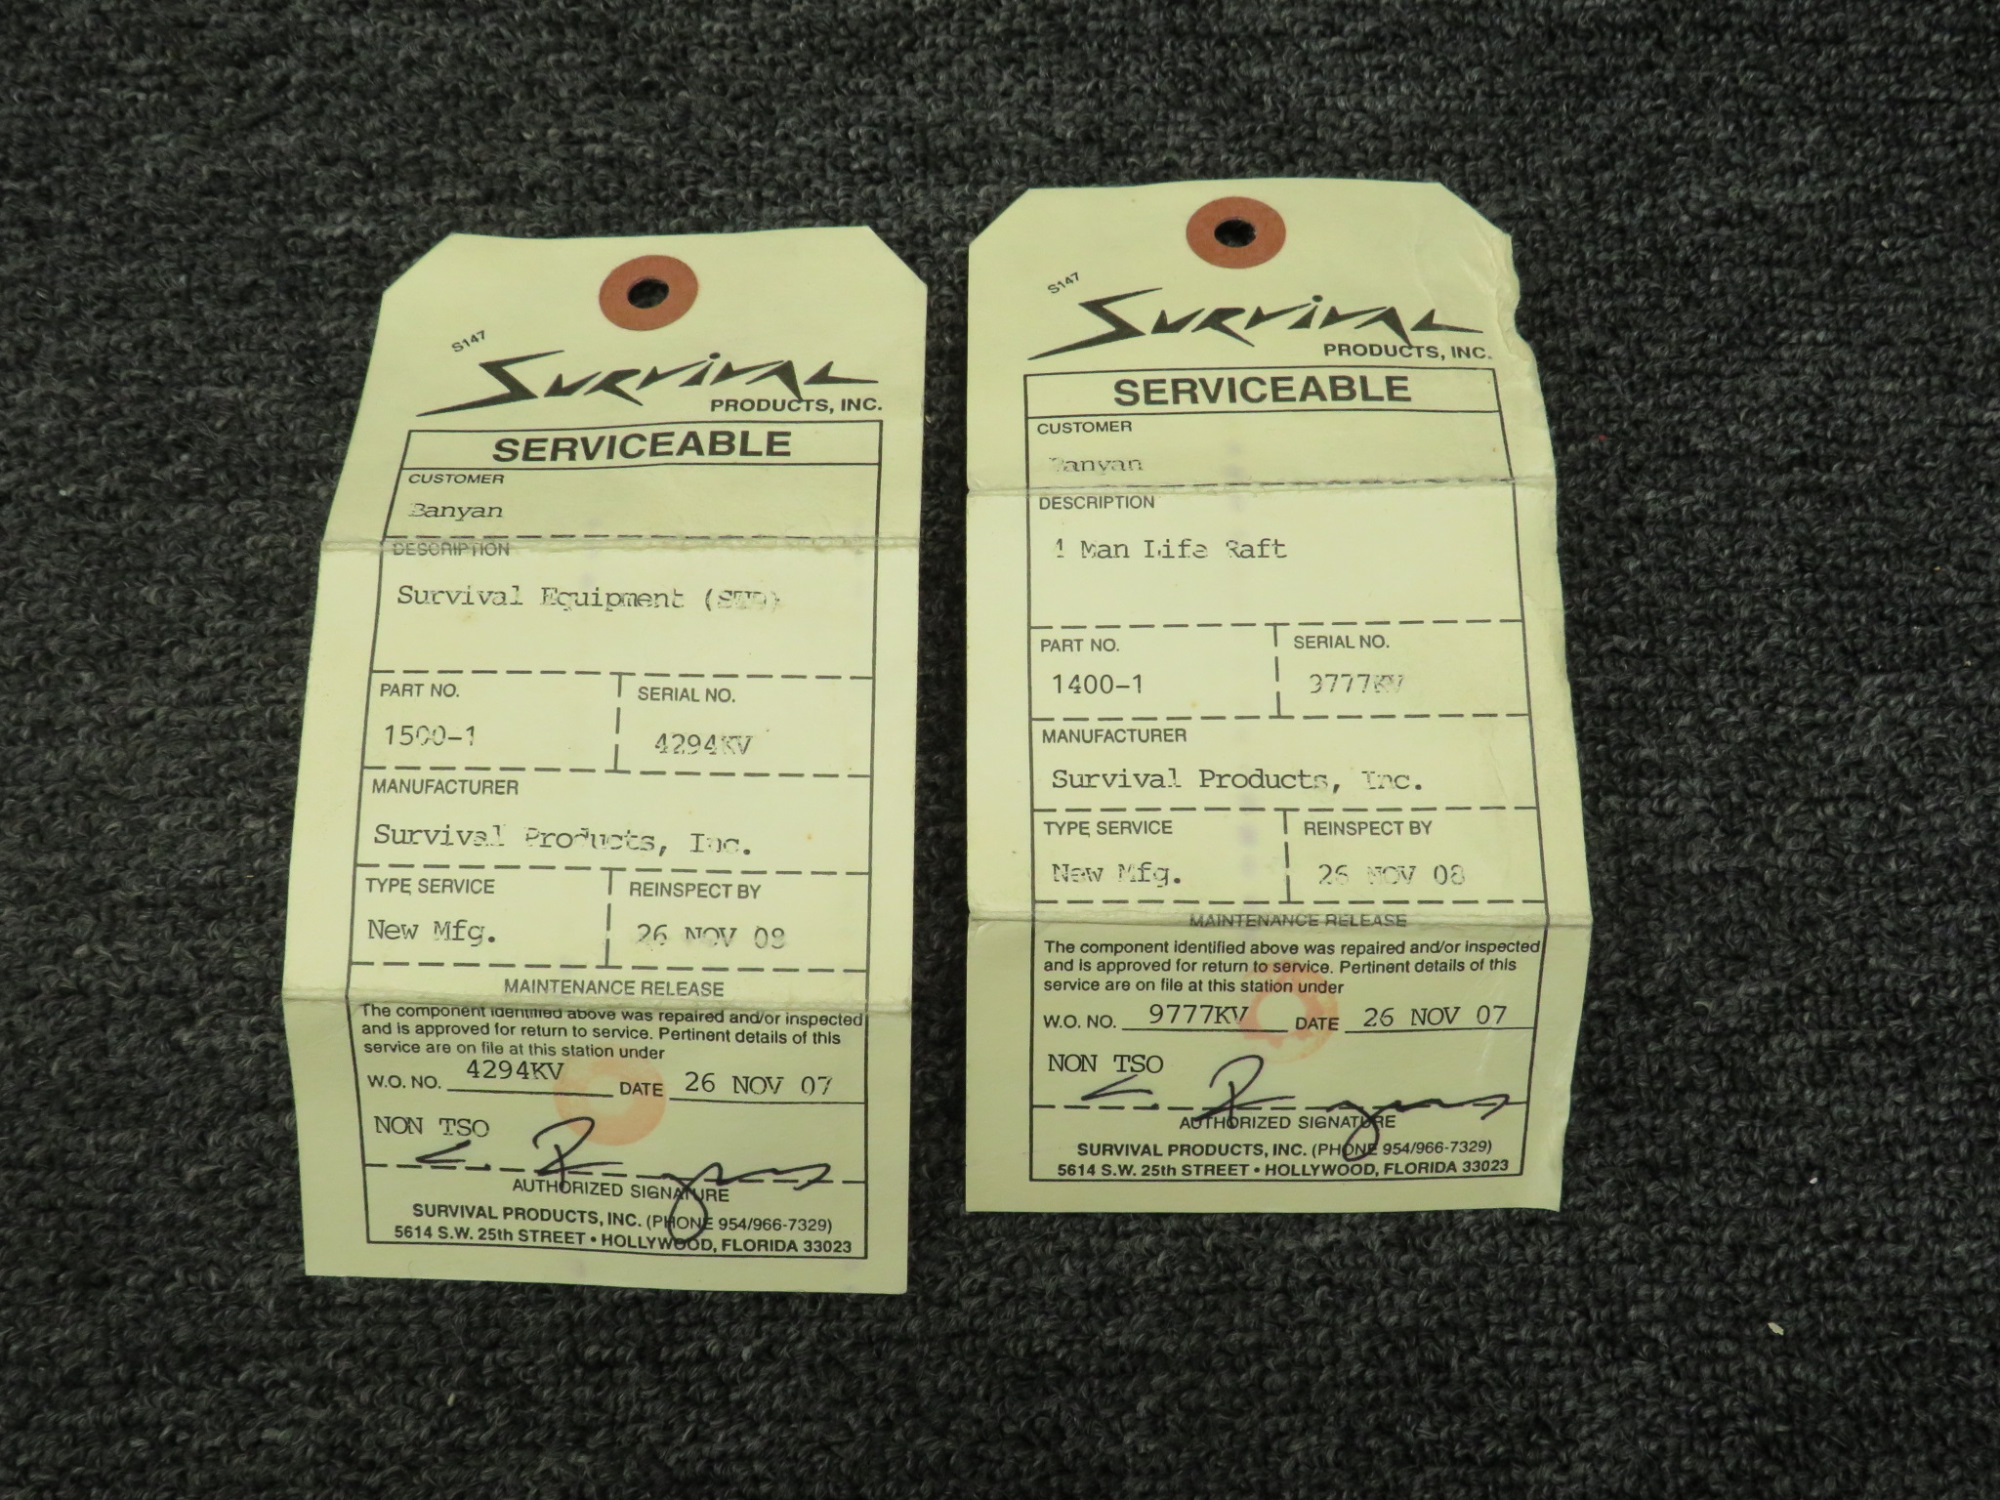 S147
SURVIVAL
PRODUCTS, INC.
SERVICEABLE
CUSTOMER
Banyan
DESCRIPTION
Survival Equipment
PART NO. SERIAL NO.
1500-1 4294KV
MANUFACTURER
Survival Products, Inc.
TYPE SERVICE REINSPECT BY
New Mfg. 26 NOV 08
MAINTENANCE RELEASE
The component identified above was repaired and/or inspected
and is approved for return to service. Pertinent details of this
service are on file at this station under
W.O. NO. 4294KV DATE 26 NOV 07
NON TSO
AUTHORIZED SIGNATURE
SURVIVAL PRODUCTS, INC. (PHONE 954/966-7329)
5614 S.W. 25th STREET • HOLLYWOOD, FLORIDA 33023
S147
SURVIVAL
PRODUCTS, INC.
SERVICEABLE
CUSTOMER
Banyan
DESCRIPTION
4 Man Life Raft
PART NO. SERIAL NO.
1400-1 9777KV
MANUFACTURER
Survival Products, Inc.
TYPE SERVICE REINSPECT BY
New Mfg. 26 NOV 08
MAINTENANCE RELEASE
The component identified above was repaired and/or inspected
and is approved for return to service. Pertinent details of this
service are on file at this station under
W.O. NO. 9777KV DATE 26 NOV 07
NON TSO
AUTHORIZED SIGNATURE
SURVIVAL PRODUCTS, INC. (PHONE 954/966-7329)
5614 S.W. 25th STREET • HOLLYWOOD, FLORIDA 33023